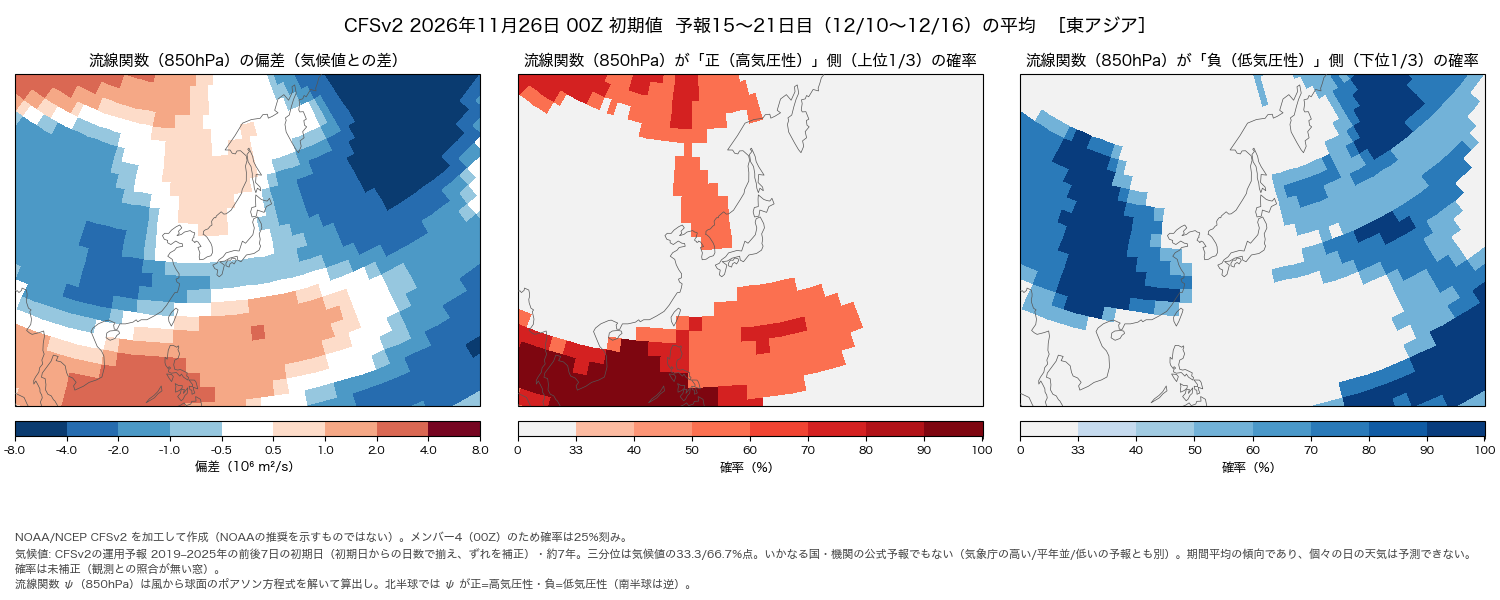 CFSv2 2026年11月26日 00Z 初期値 予報15～21日目（12/10～12/16）の平均 ［東アジア］
流線関数（850hPa）の偏差（気候値との差）
流線関数（850hPa）が「正（高気圧性）」側（上位1/3）の確率
流線関数（850hPa）が「負（低気圧性）」側（下位1/3）の確率
-8.0 -4.0 -2.0 -1.0 -0.5 0.5 1.0 2.0 4.0 8.0
偏差（10⁶ m²/s）
0 33 40 50 60 70 80 90 100
確率（%）
0 33 40 50 60 70 80 90 100
確率（%）
NOAA/NCEP CFSv2 を加工して作成（NOAAの推奨を示すものではない）。メンバー4（00Z）のため確率は25%刻み。
気候値: CFSv2の運用予報 2019–2025年の前後7日の初期日（初期日からの日数で揃え、ずれを補正）・約7年。三分位は気候値の33.3/66.7%点。いかなる国・機関の公式予報でもない（気象庁の高い/平年並/低いの予報とも別）。期間平均の傾向であり、個々の日の天気は予測できない。
確率は未補正（観測との照合が無い窓）。
流線関数 ψ（850hPa）は風から球面のポアソン方程式を解いて算出し。北半球では ψ が正=高気圧性・負=低気圧性（南半球は逆）。